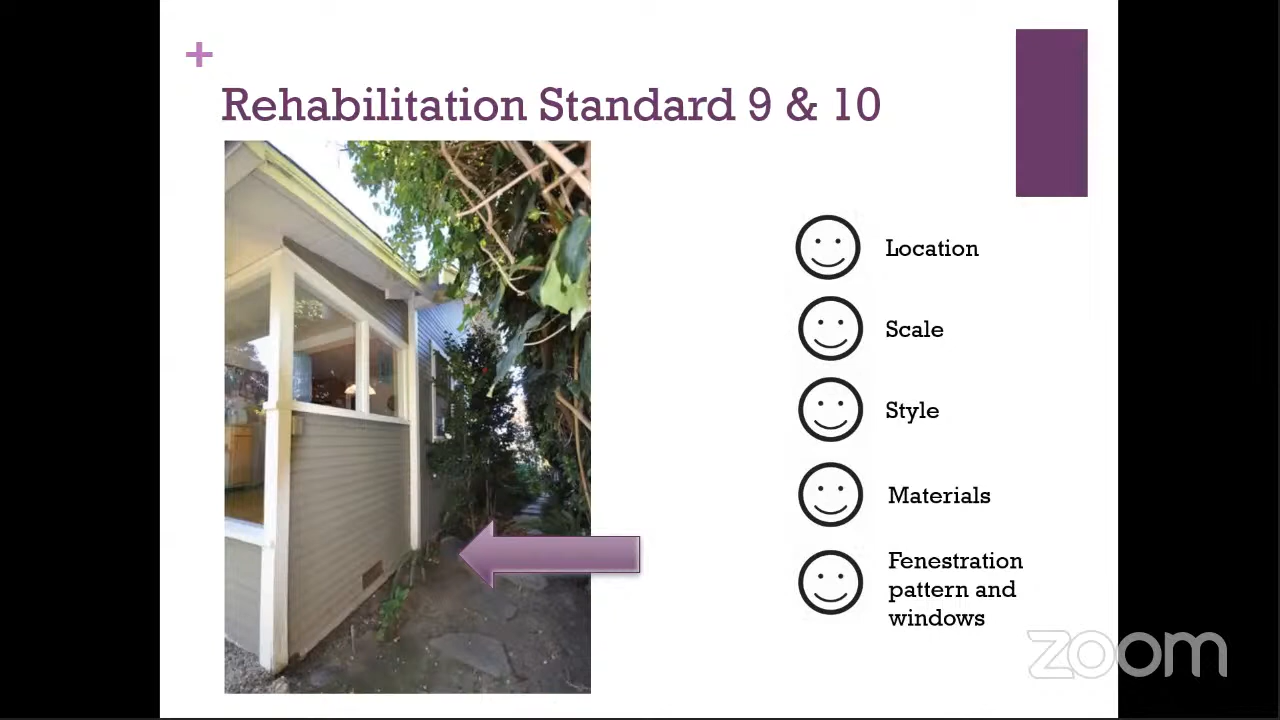 +
Rehabilitation Standard 9 & 10
Location
Scale
Style
Materials
Fenestration
pattern and
windows
zoom